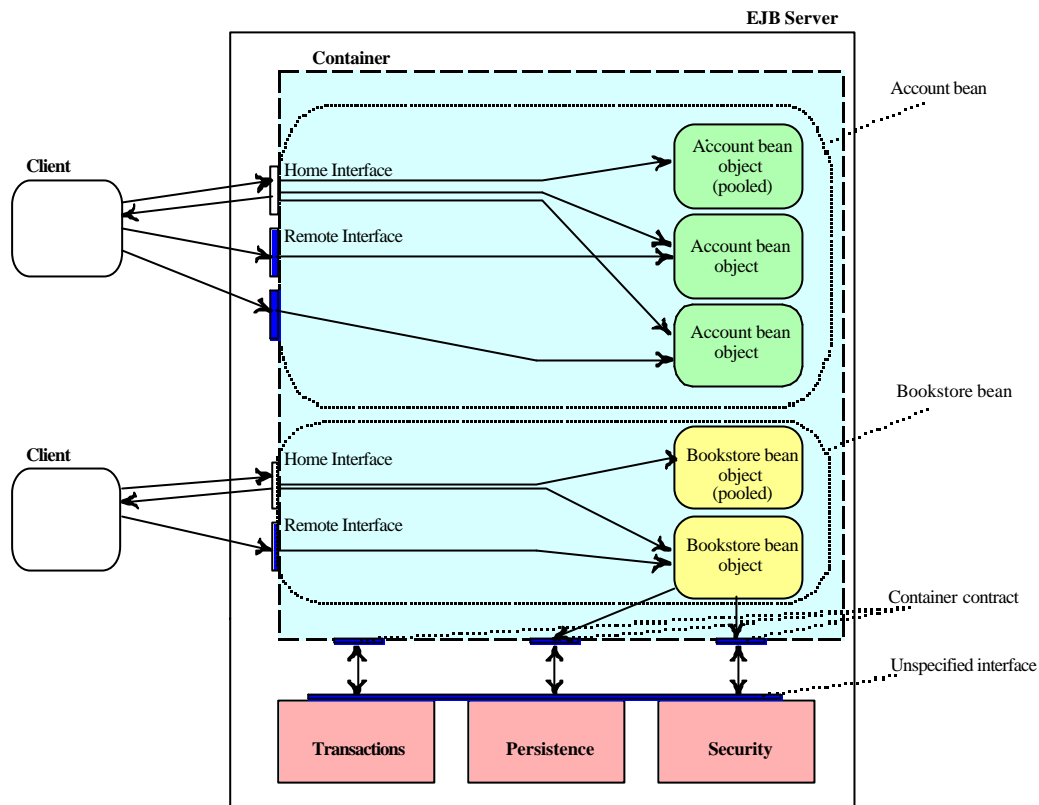 EJB Server
Container
Account bean
Client
Home Interface
Account bean
object
(pooled)
Remote Interface
Account bean
object
Account bean
object
Bookstore bean
Client
Home Interface
Bookstore bean
object
(pooled)
Remote Interface
Bookstore bean
object
Container contract
Unspecified interface
Transactions
Persistence
Security